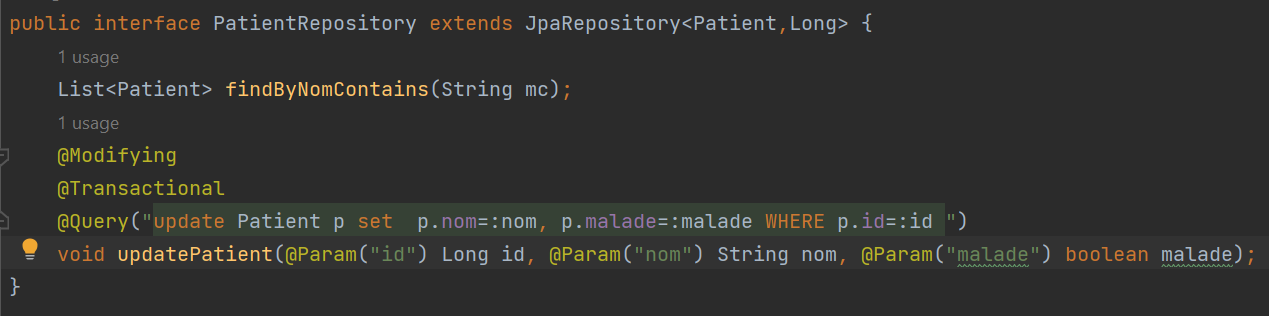 public interface PatientRepository extends JpaRepository<Patient,Long> {
1 usage
List<Patient> findByNomContains(String mc);
1 usage
@Modifying
@Transactional
@Query("update Patient p set  p.nom=:nom, p.malade=:malade WHERE p.id=:id ")
void updatePatient(@Param("id") Long id, @Param("nom") String nom, @Param("malade") boolean malade);
}